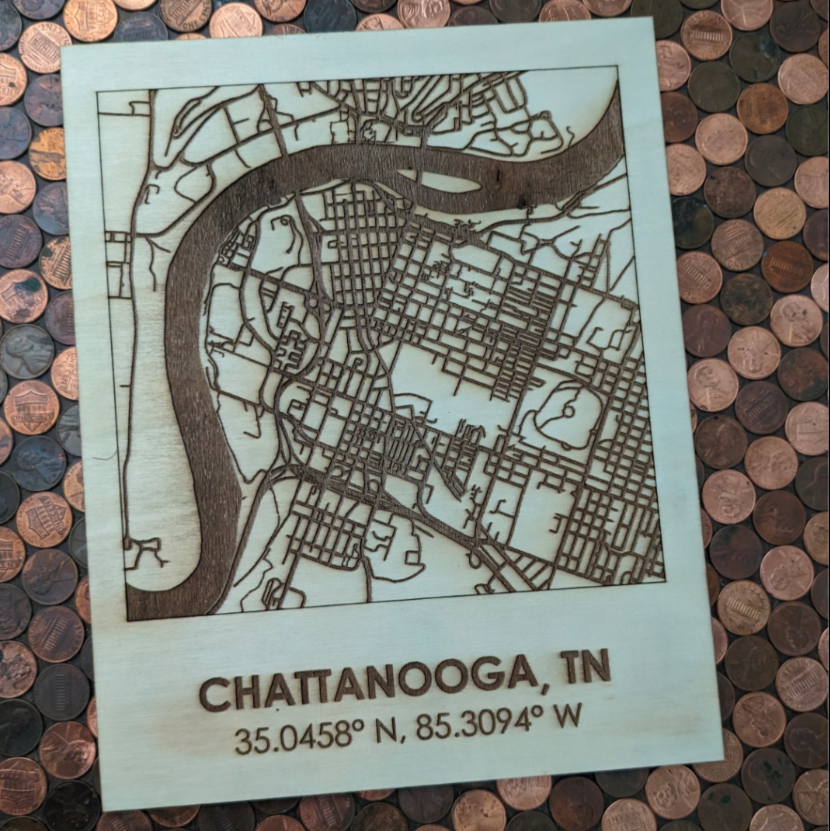 CHATTANOOGA, TN
35.0458° N, 85.3094° W